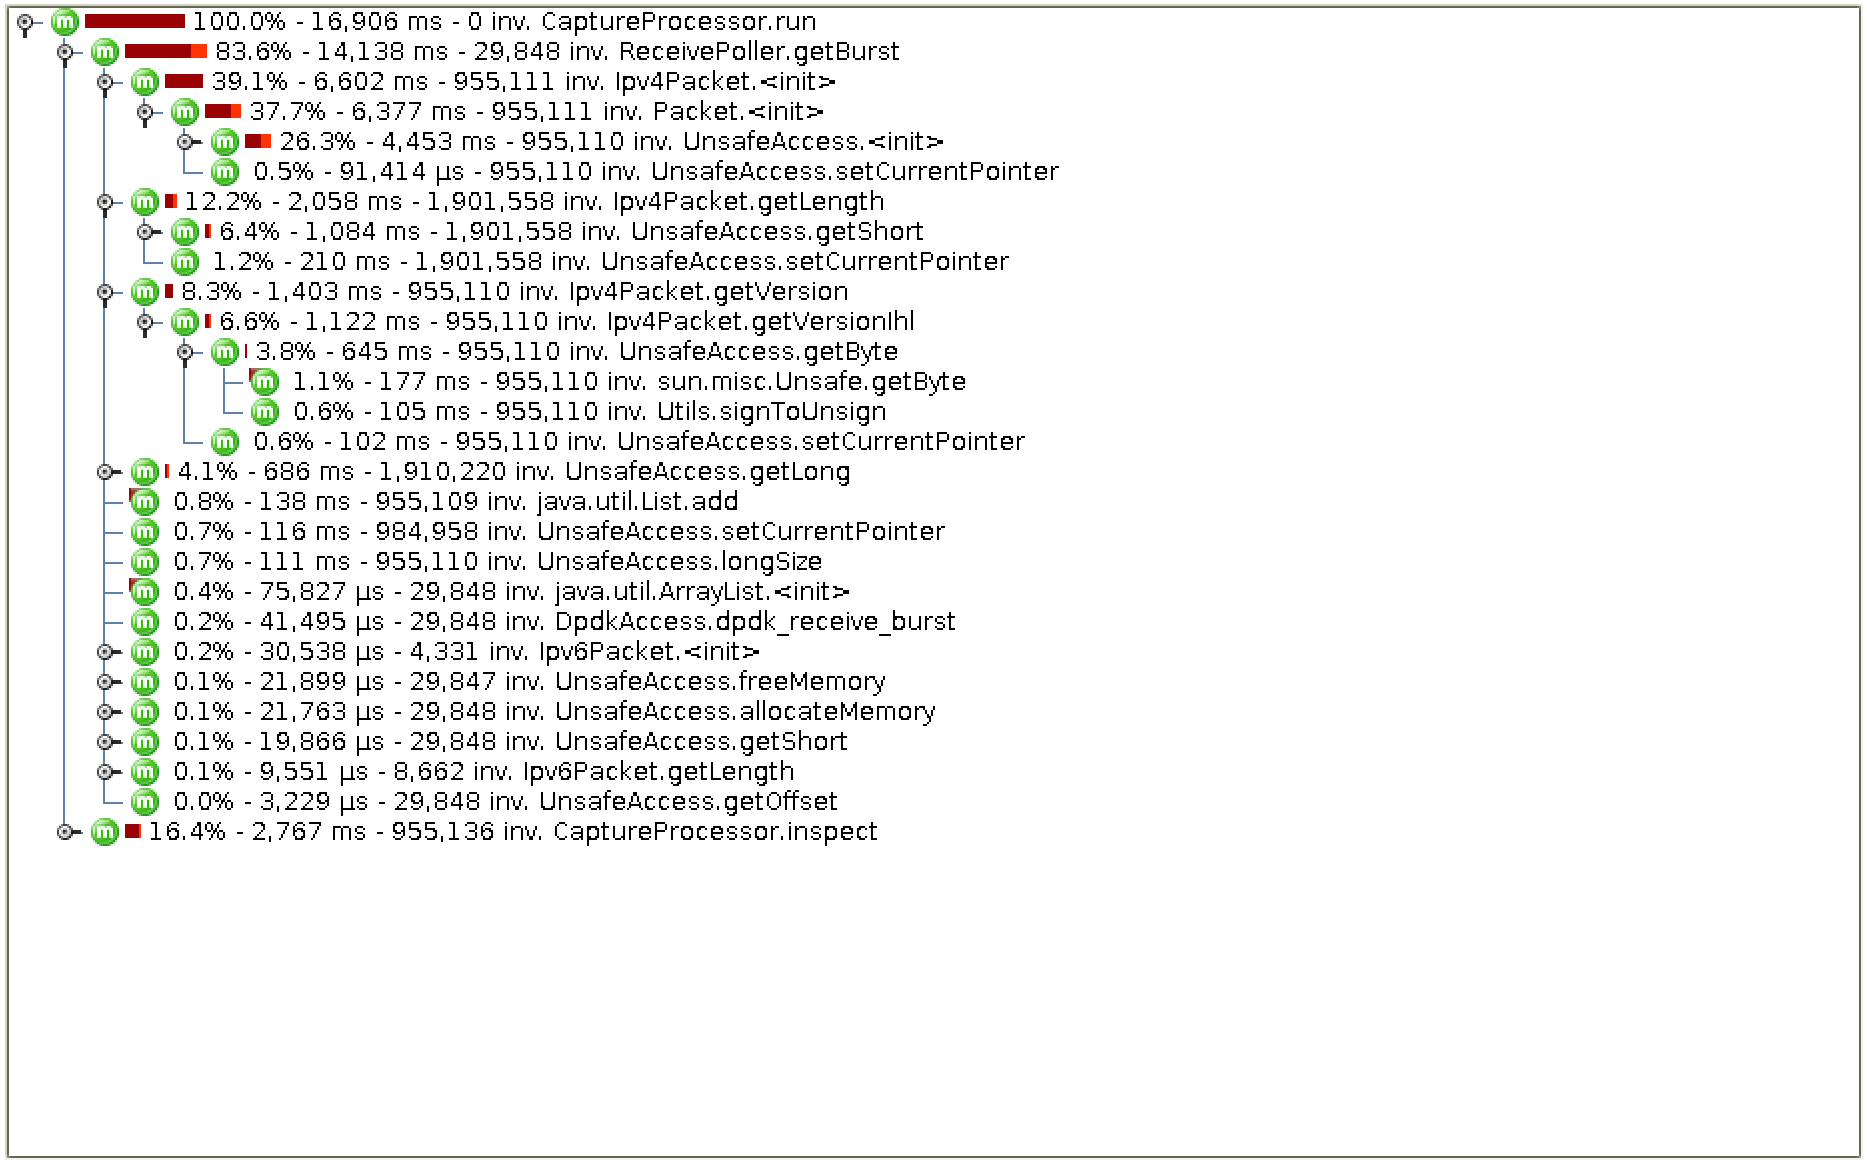 m 100.0% - 16,906 ms - 0 inv. CaptureProcessor.run
m 83.6% - 14,138 ms - 29,848 inv. ReceivePoller.getBurst
m 39.1% - 6,602 ms - 955,111 inv. Ipv4Packet.<init>
m 37.7% - 6,377 ms - 955,111 inv. Packet.<init>
m 26.3% - 4,453 ms - 955,110 inv. UnsafeAccess.<init>
m 0.5% - 91,414 µs - 955,110 inv. UnsafeAccess.setCurrentPointer
m 12.2% - 2,058 ms - 1,901,558 inv. Ipv4Packet.getLength
m 6.4% - 1,084 ms - 1,901,558 inv. UnsafeAccess.getShort
m 1.2% - 210 ms - 1,901,558 inv. UnsafeAccess.setCurrentPointer
m 8.3% - 1,403 ms - 955,110 inv. Ipv4Packet.getVersion
m 6.6% - 1,122 ms - 955,110 inv. Ipv4Packet.getVersionIhl
m 3.8% - 645 ms - 955,110 inv. UnsafeAccess.getByte
m 1.1% - 177 ms - 955,110 inv. sun.misc.Unsafe.getByte
m 0.6% - 105 ms - 955,110 inv. Utils.signToUnsign
m 0.6% - 102 ms - 955,110 inv. UnsafeAccess.setCurrentPointer
m 4.1% - 686 ms - 1,910,220 inv. UnsafeAccess.getLong
m 0.8% - 138 ms - 955,109 inv. java.util.List.add
m 0.7% - 116 ms - 984,958 inv. UnsafeAccess.setCurrentPointer
m 0.7% - 111 ms - 955,110 inv. UnsafeAccess.longSize
m 0.4% - 75,827 µs - 29,848 inv. java.util.ArrayList.<init>
m 0.2% - 41,495 µs - 29,848 inv. DpdkAccess.dpdk_receive_burst
m 0.2% - 30,538 µs - 4,331 inv. Ipv6Packet.<init>
m 0.1% - 21,899 µs - 29,847 inv. UnsafeAccess.freeMemory
m 0.1% - 21,763 µs - 29,848 inv. UnsafeAccess.allocateMemory
m 0.1% - 19,866 µs - 29,848 inv. UnsafeAccess.getShort
m 0.1% - 9,551 µs - 8,662 inv. Ipv6Packet.getLength
m 0.0% - 3,229 µs - 29,848 inv. UnsafeAccess.getOffset
m 16.4% - 2,767 ms - 955,136 inv. CaptureProcessor.inspect